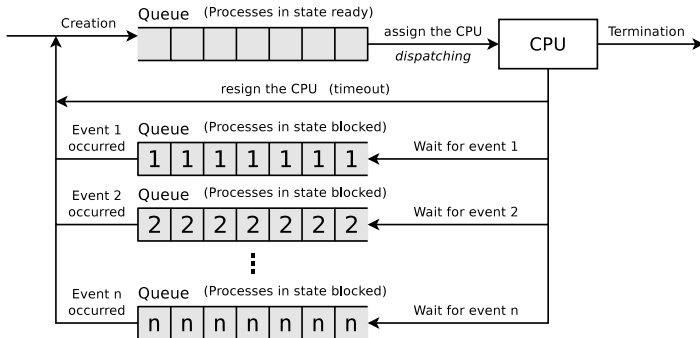 Creation
Queue (Processes in state ready)
assign the CPU
dispatching
CPU
Termination
resign the CPU (timeout)
Event 1
occurred
Queue (Processes in state blocked)
1 1 1 1 1 1 1
Wait for event 1
Event 2
occurred
Queue (Processes in state blocked)
2 2 2 2 2 2 2
Wait for event 2
Event n
occurred
Queue (Processes in state blocked)
n n n n n n n
Wait for event n